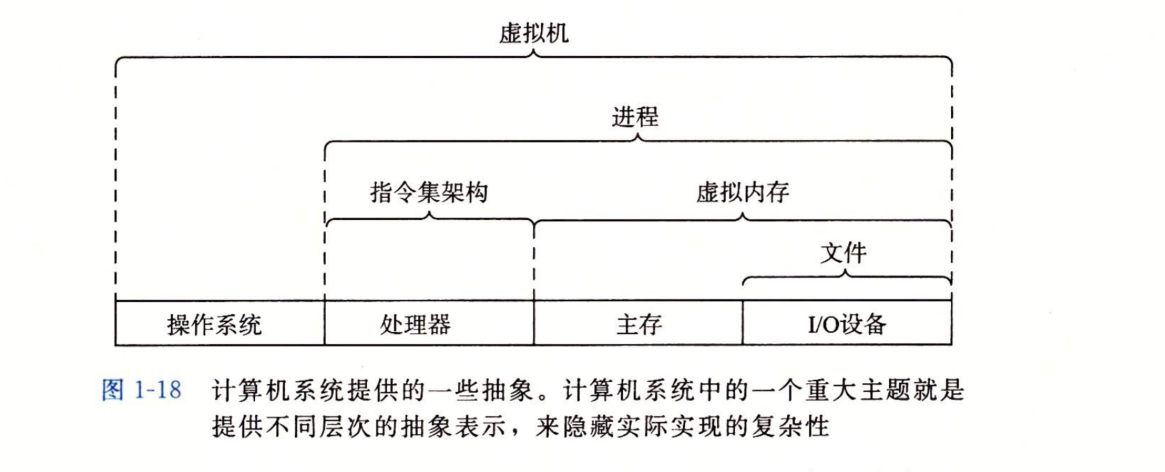 虚拟机
进程
指令集架构 虚拟内存
文件
操作系统 处理器 主存 I/O设备
图 1-18 计算机系统提供的一些抽象。计算机系统中的一个重大主题就是
提供不同层次的抽象表示，来隐藏实际实现的复杂性